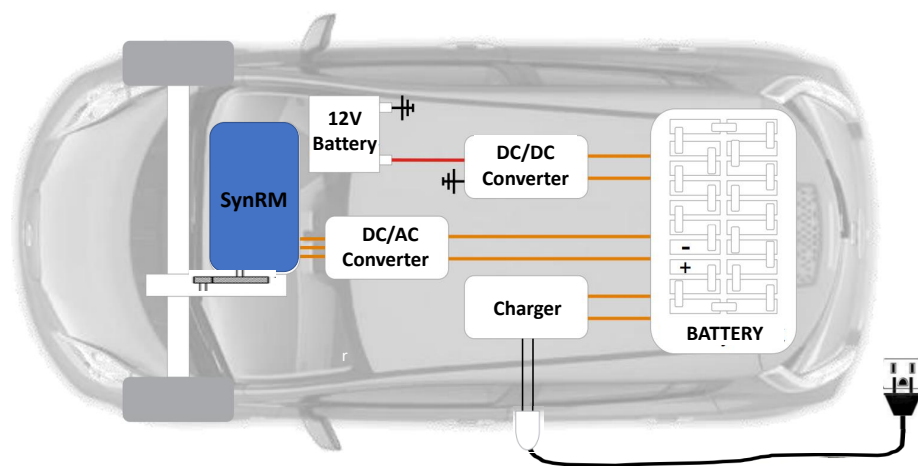 12V
Battery
DC/DC
Converter
SynRM
DC/AC
Converter
-
+
Charger
BATTERY
r